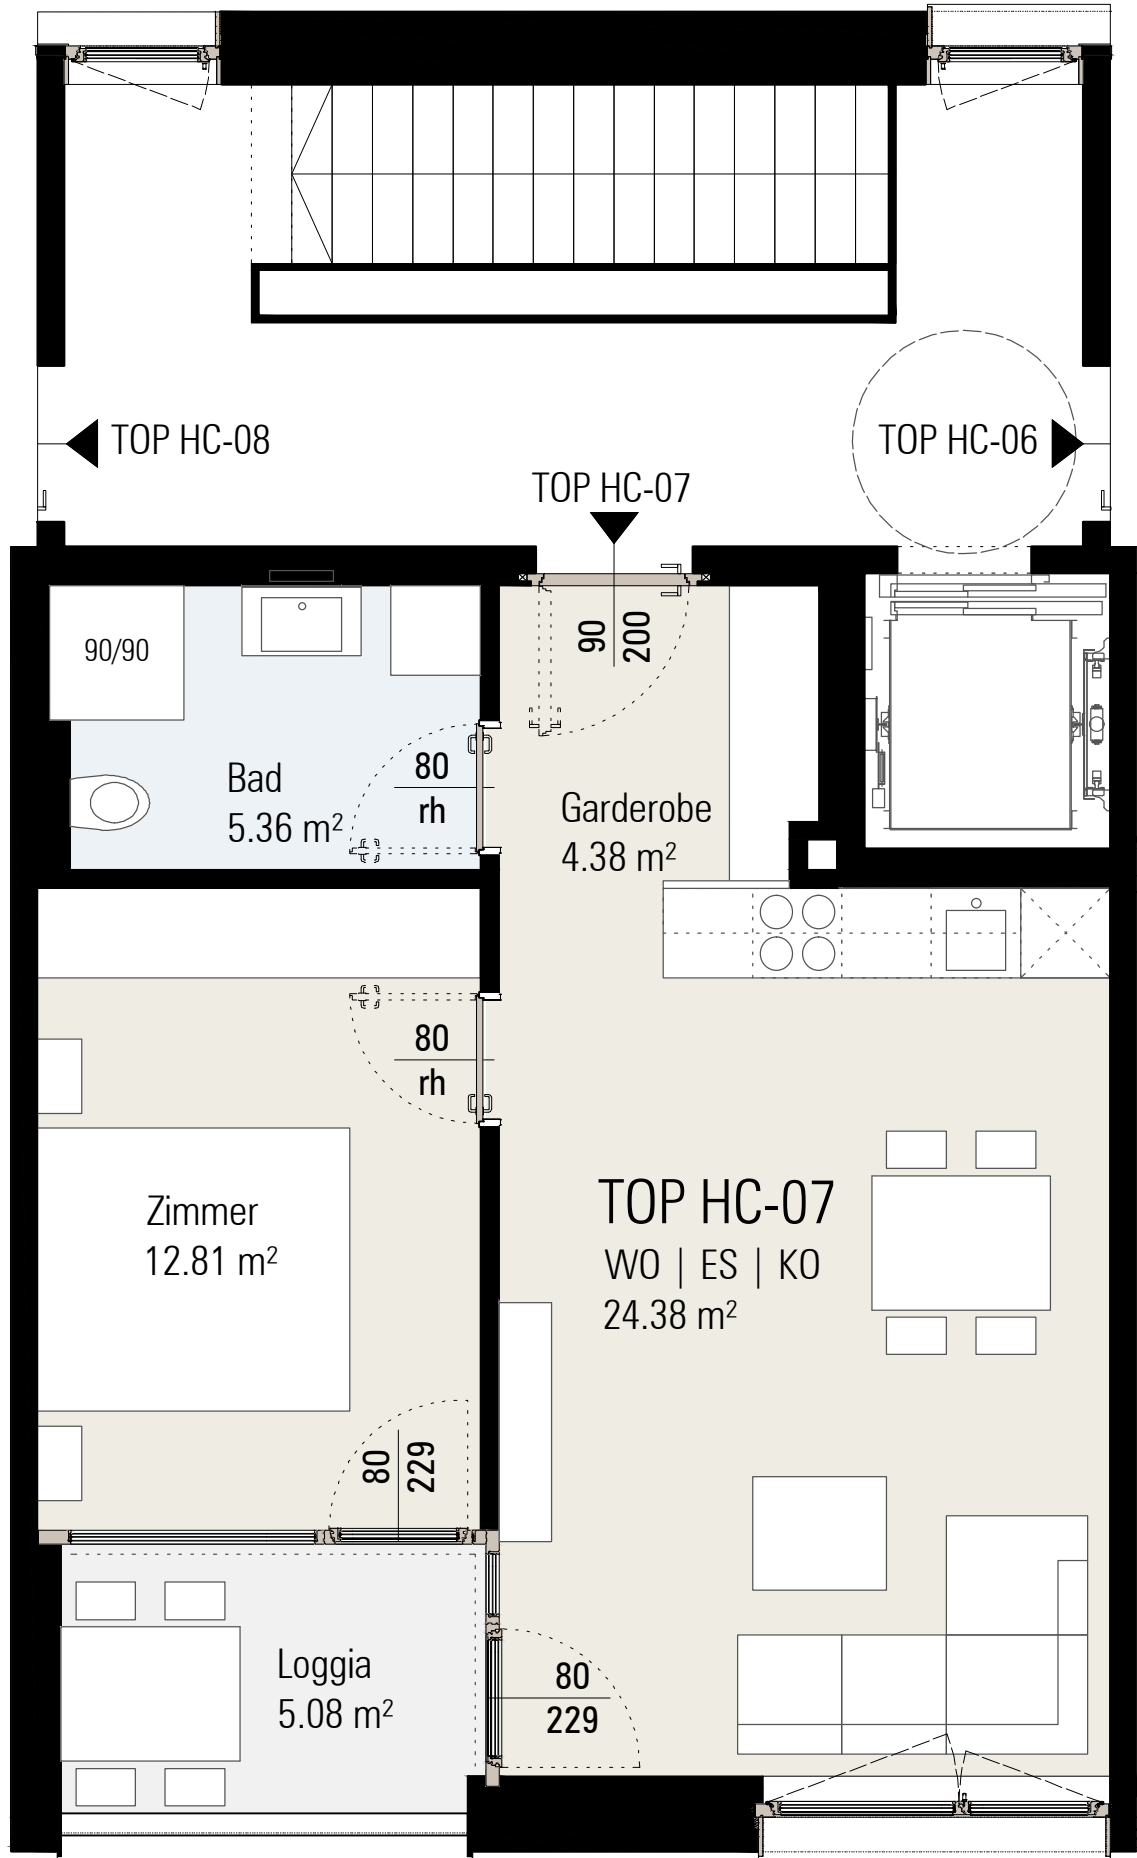 TOP HC-08
TOP HC-06
TOP HC-07
90
200
90/90
Bad
5.36 m²
80
rh
Garderobe
4.38 m²
80
rh
Zimmer
12.81 m²
TOP HC-07
WO | ES | KO
24.38 m²
80
229
Loggia
5.08 m²
80
229